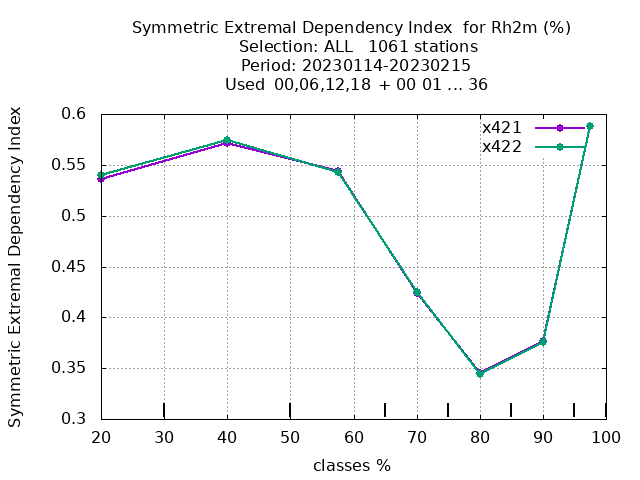 Symmetric Extremal Dependency Index  for Rh2m (%)
Selection: ALL   1061 stations
Period: 20230114-20230215
Used  00,06,12,18 + 00 01 ... 36
Symmetric Extremal Dependency Index
0.6
0.55
0.5
0.45
0.4
0.35
0.3
x421
x422
20 30 40 50 60 70 80 90 100
classes %